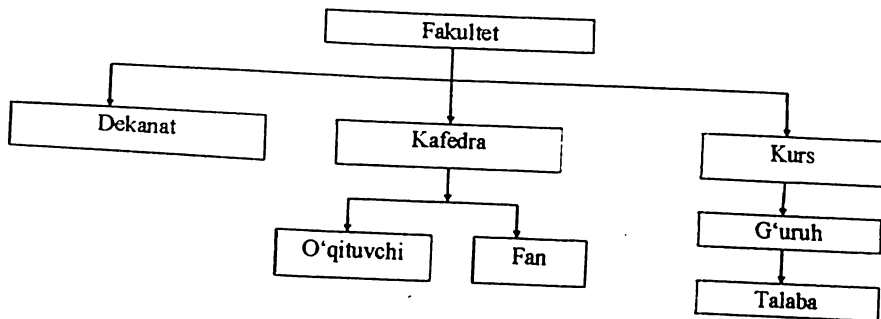 Fakultet
Dekanat
Kafedra
Kurs
O‘qituvchi
Fan
G‘uruh
Talaba